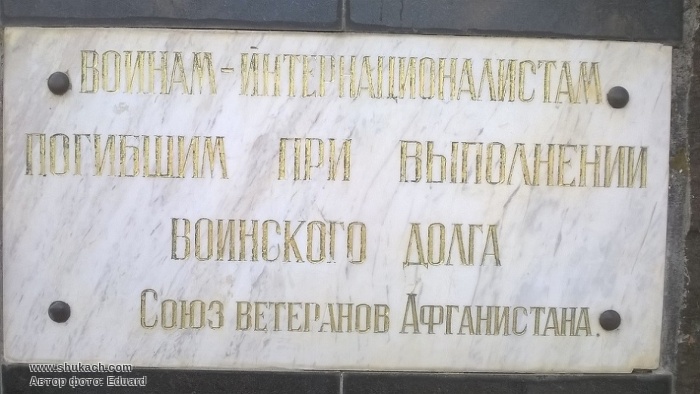 ВОИНАМ-ИНТЕРНАЦИОНАЛИСТАМ
ПОГИБШИМ ПРИ ВЫПОЛНЕНИИ
ВОИНСКОГО ДОЛГА
СОЮЗ ВЕТЕРАНОВ АФГАНИСТАНА.
www.shukach.com
Автор фото: Eduard